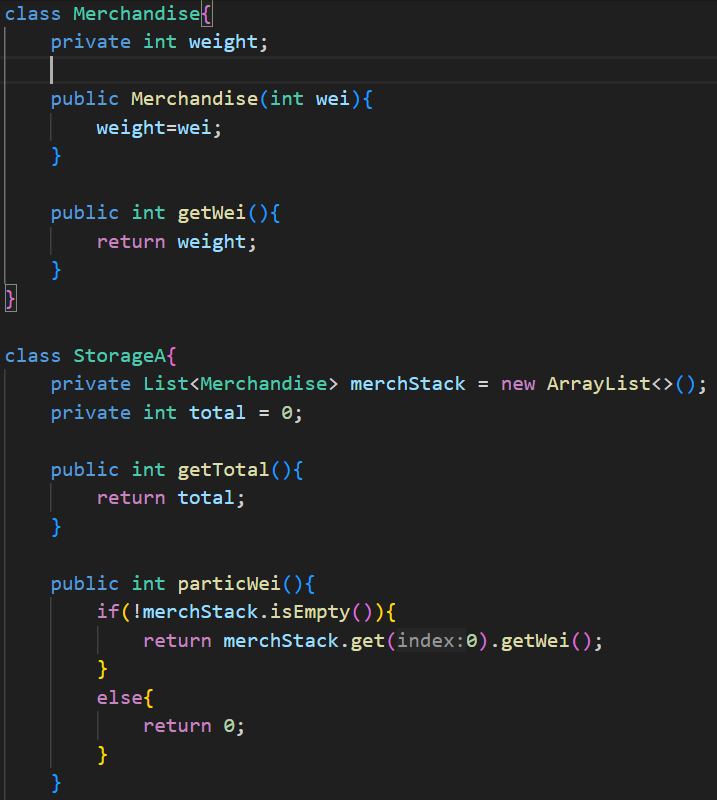 class Merchandise{
    private int weight;

    public Merchandise(int wei){
        weight=wei;
    }

    public int getWei(){
        return weight;
    }
}

class StorageA{
    private List<Merchandise> merchStack = new ArrayList<>();
    private int total = 0;

    public int getTotal(){
        return total;
    }

    public int particWei(){
        if(!merchStack.isEmpty()){
            return merchStack.get(index:0).getWei();
        }
        else{
            return 0;
        }
    }